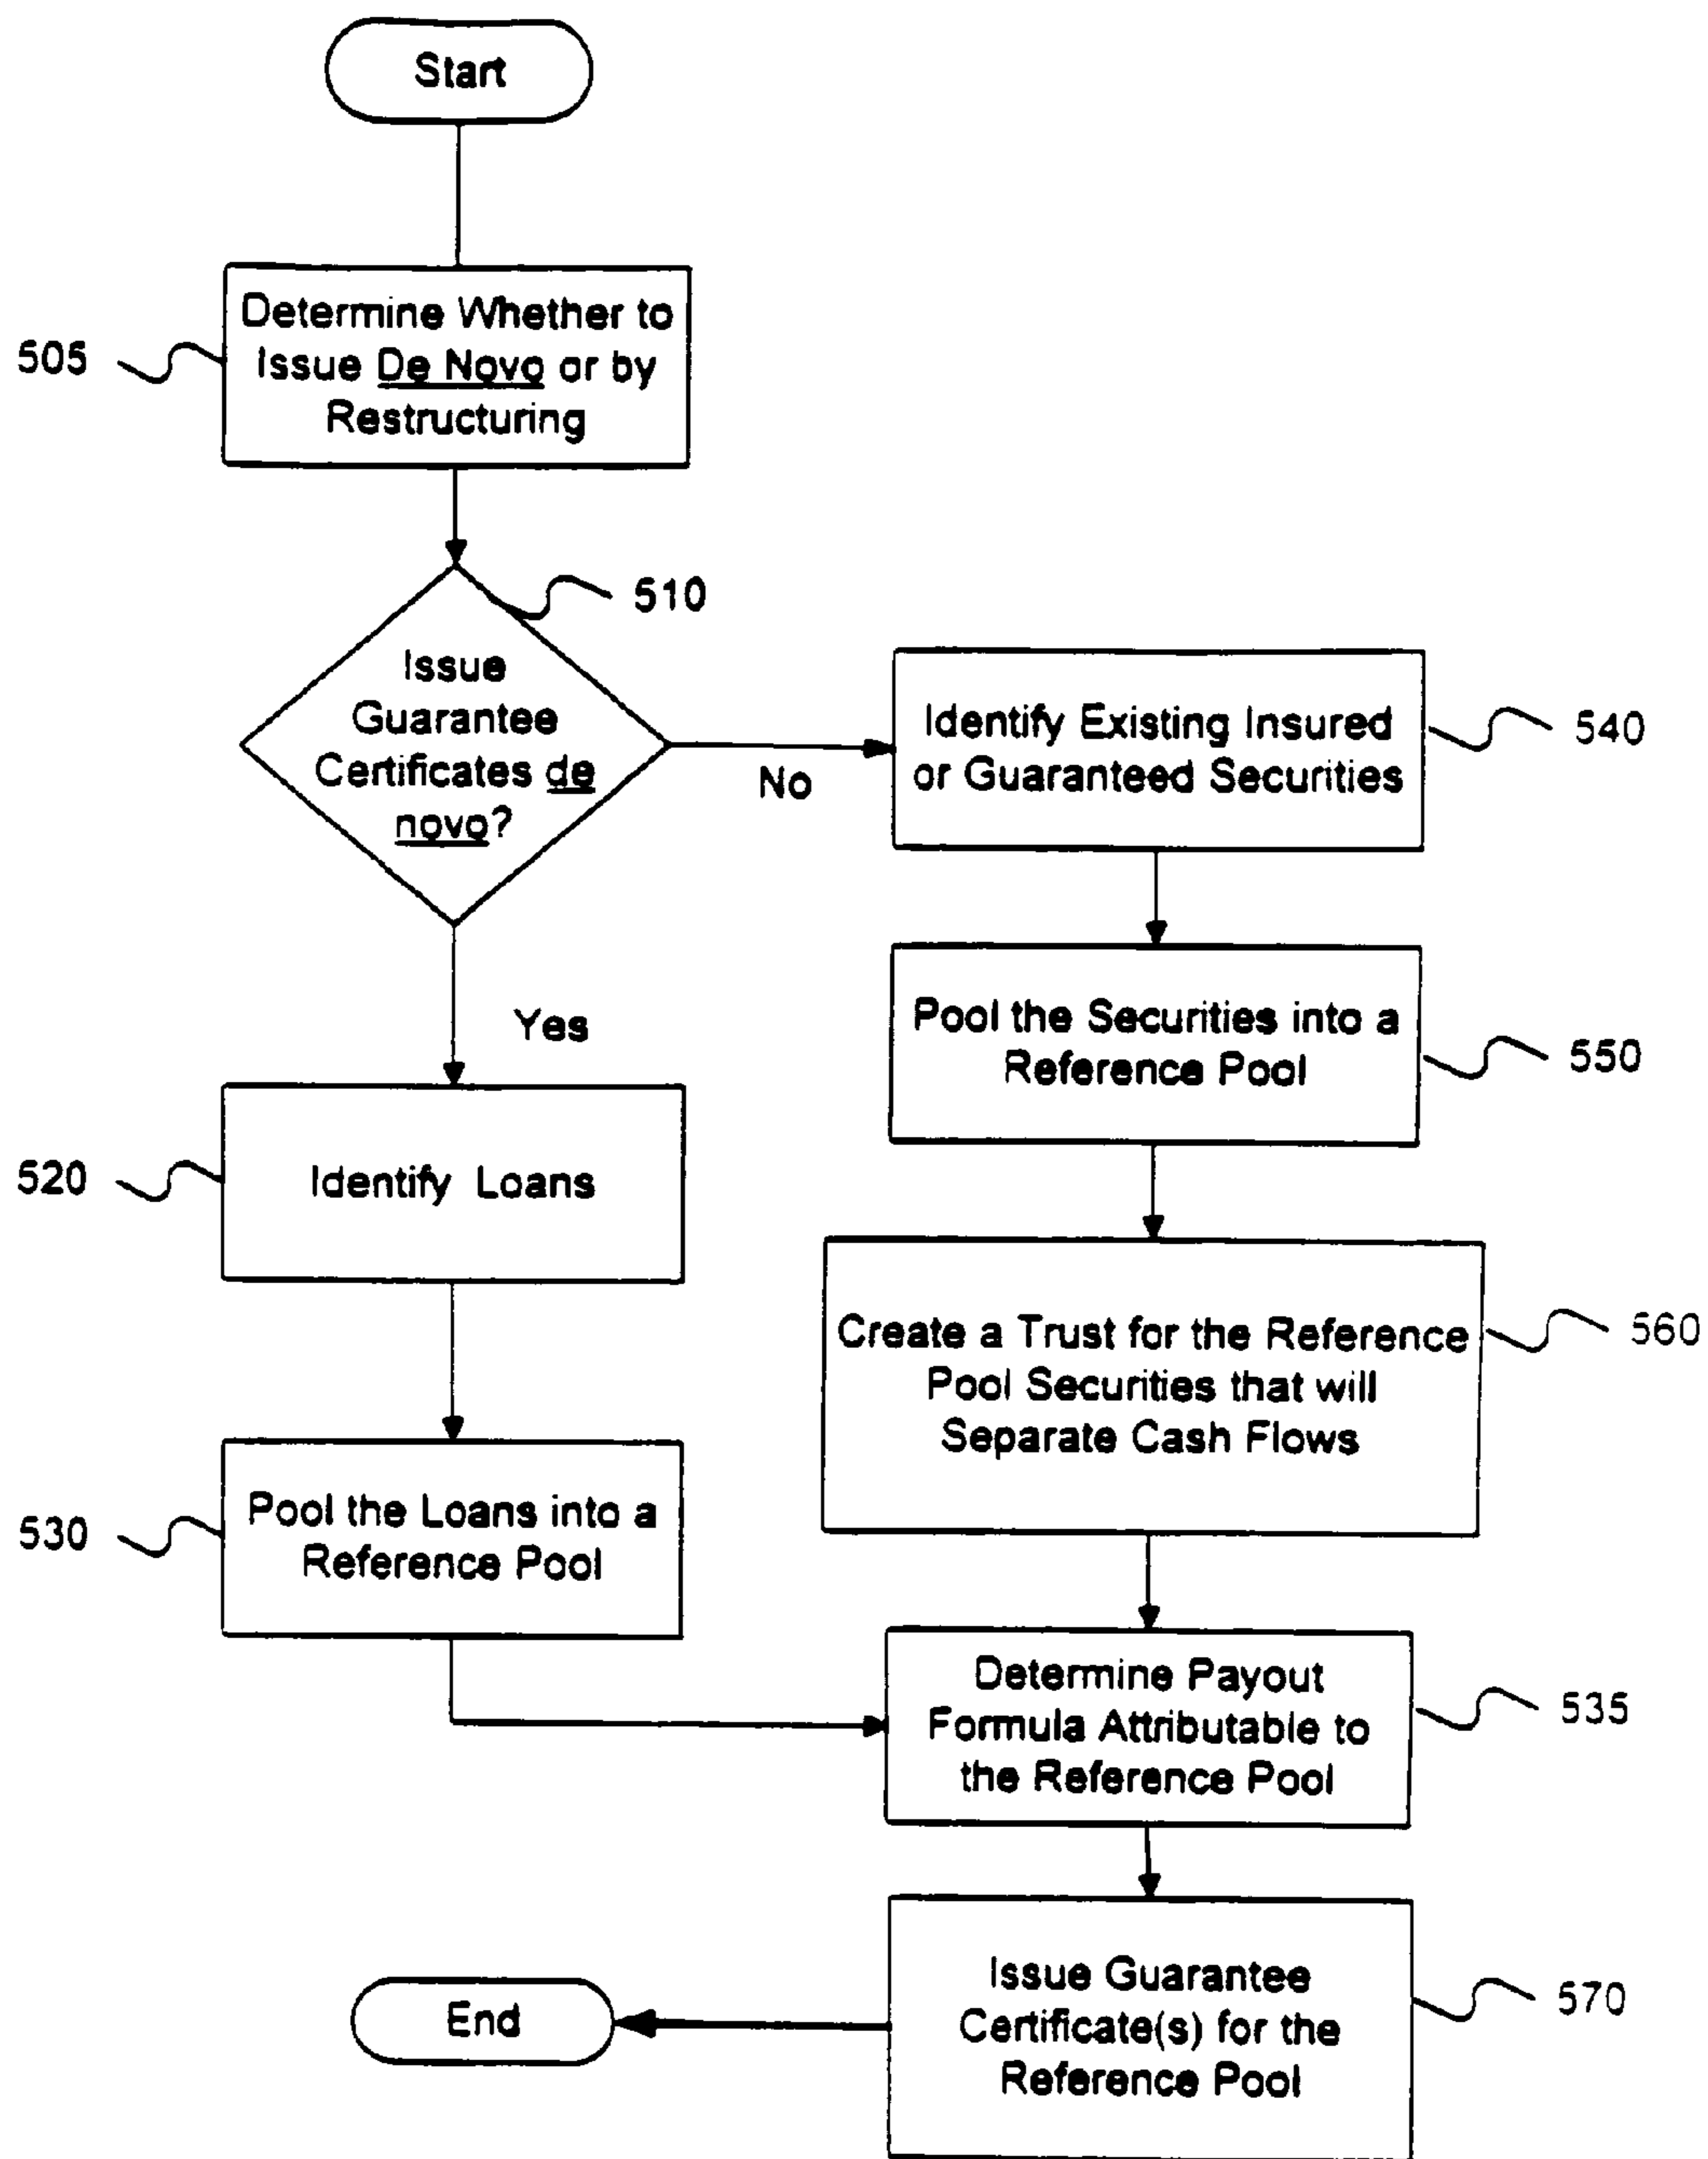 Start
505
Determine Whether to
Issue De Novo or by
Restructuring
510
Issue
Guarantee
Certificates de
novo?
No
Yes
540
Identify Existing Insured
or Guaranteed Securities
Pool the Securities into a
Reference Pool
550
520
Identify Loans
Create a Trust for the Reference
Pool Securities that will
Separate Cash Flows
560
530
Pool the Loans into a
Reference Pool
Determine Payout
Formula Attributable to
the Reference Pool
535
Issue Guarantee
Certificate(s) for the
Reference Pool
570
End